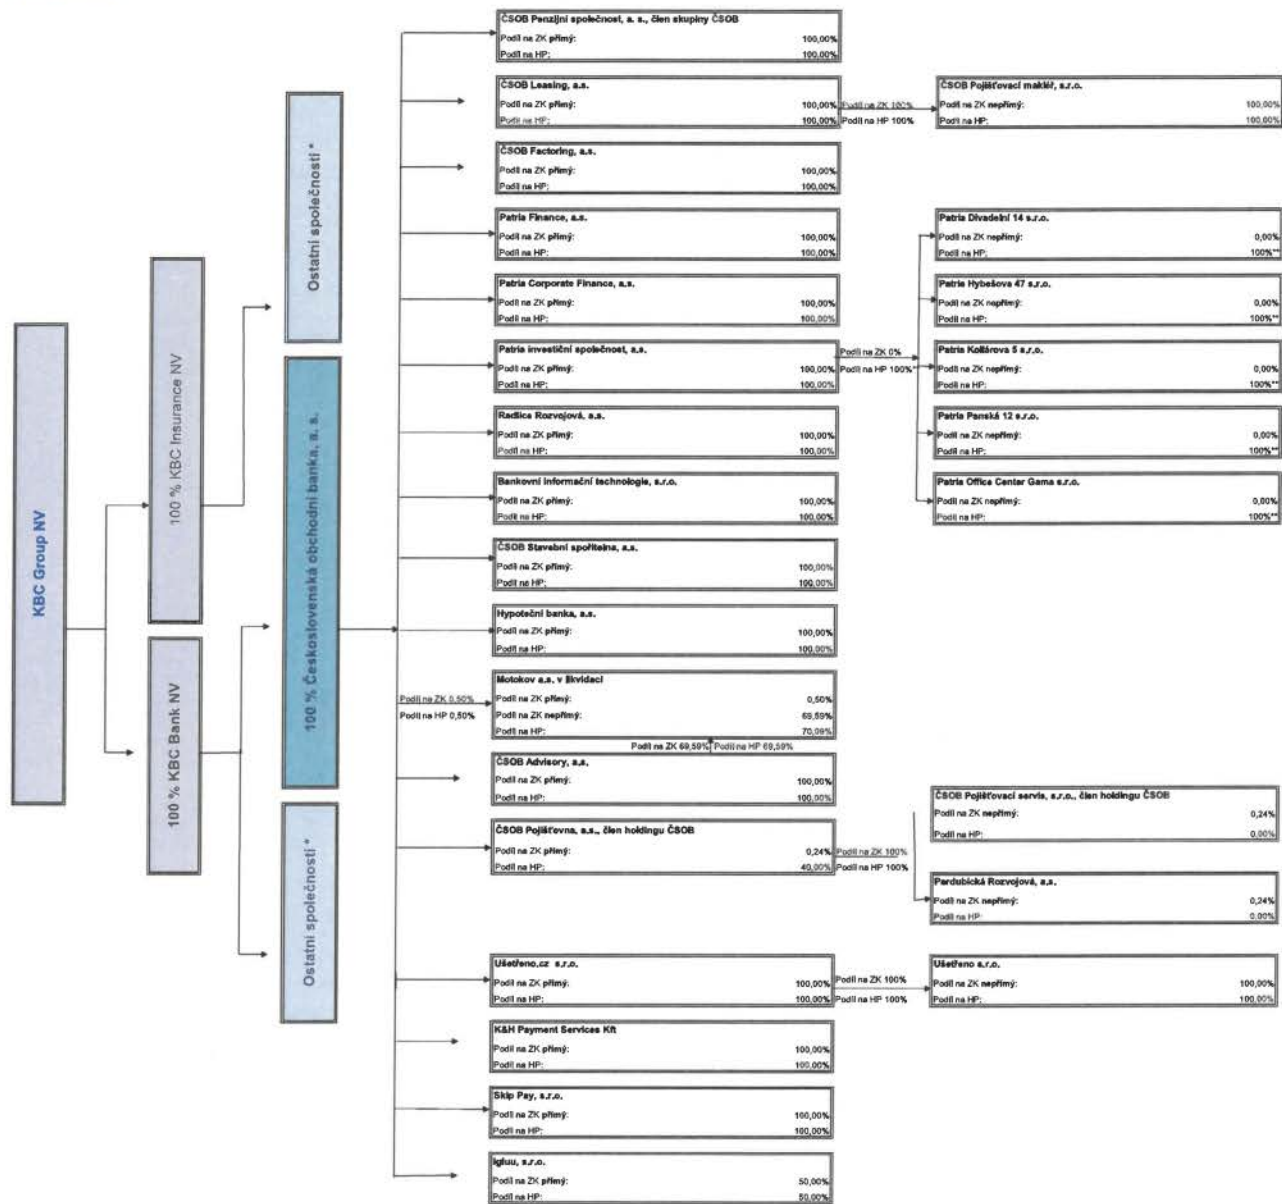 KBC Group NV
100 % KBC Insurance NV
100 % KBC Bank NV
Ostatní společnosti *
100 % Československá obchodní banka, a. s.
Ostatní společnosti *
ČSOB Penzijní společnost, a. s., člen skupiny ČSOB
Podíl na ZK přímý: 100,00%
Podíl na HP: 100,00%
ČSOB Leasing, a.s.
Podíl na ZK přímý: 100,00%
Podíl na HP: 100,00%
Podíl na ZK 100%
Podíl na HP 100%
ČSOB Pojišťovací makléř, s.r.o.
Podíl na ZK nepřímý: 100,00%
Podíl na HP: 100,00%
ČSOB Factoring, a.s.
Podíl na ZK přímý: 100,00%
Podíl na HP: 100,00%
Patria Finance, a.s.
Podíl na ZK přímý: 100,00%
Podíl na HP: 100,00%
Patria Corporate Finance, a.s.
Podíl na ZK přímý: 100,00%
Podíl na HP: 100,00%
Patria investiční společnost, a.s.
Podíl na ZK přímý: 100,00%
Podíl na HP: 100,00%
Podíl na ZK 0%
Podíl na HP 100%**
Patria Divadelní 14 s.r.o.
Podíl na ZK nepřímý: 0,00%
Podíl na HP: 100%**
Patria Hybešova 47 s.r.o.
Podíl na ZK nepřímý: 0,00%
Podíl na HP: 100%**
Patria Kollárova 5 s.r.o.
Podíl na ZK nepřímý: 0,00%
Podíl na HP: 100%**
Patria Panská 12 s.r.o.
Podíl na ZK nepřímý: 0,00%
Podíl na HP: 100%**
Patria Office Center Gama s.r.o.
Podíl na ZK nepřímý: 0,00%
Podíl na HP: 100%**
Radlice Rozvojová, a.s.
Podíl na ZK přímý: 100,00%
Podíl na HP: 100,00%
Bankovní informační technologie, s.r.o.
Podíl na ZK přímý: 100,00%
Podíl na HP: 100,00%
ČSOB Stavební spořitelna, a.s.
Podíl na ZK přímý: 100,00%
Podíl na HP: 100,00%
Hypoteční banka, a.s.
Podíl na ZK přímý: 100,00%
Podíl na HP: 100,00%
Podíl na ZK 0,50%
Podíl na HP 0,50%
Motokov a.s. v likvidaci
Podíl na ZK přímý: 0,50%
Podíl na ZK nepřímý: 69,59%
Podíl na HP: 70,09%
Podíl na ZK 69,59% Podíl na HP 69,59%
ČSOB Advisory, a.s.
Podíl na ZK přímý: 100,00%
Podíl na HP: 100,00%
ČSOB Pojišťovna, a.s., člen holdingu ČSOB
Podíl na ZK přímý: 0,24%
Podíl na HP: 40,00%
Podíl na ZK 100%
Podíl na HP 100%
ČSOB Pojišťovací servis, s.r.o., člen holdingu ČSOB
Podíl na ZK nepřímý: 0,24%
Podíl na HP: 0,00%
Pardubická Rozvojová, a.s.
Podíl na ZK nepřímý: 0,24%
Podíl na HP: 0,00%
Ušetřeno.cz s.r.o.
Podíl na ZK přímý: 100,00%
Podíl na HP: 100,00%
Podíl na ZK 100%
Podíl na HP 100%
Ušetřeno s.r.o.
Podíl na ZK nepřímý: 100,00%
Podíl na HP: 100,00%
K&H Payment Services Kft
Podíl na ZK přímý: 100,00%
Podíl na HP: 100,00%
Skip Pay, s.r.o.
Podíl na ZK přímý: 100,00%
Podíl na HP: 100,00%
igluu, s.r.o.
Podíl na ZK přímý: 50,00%
Podíl na HP: 50,00%